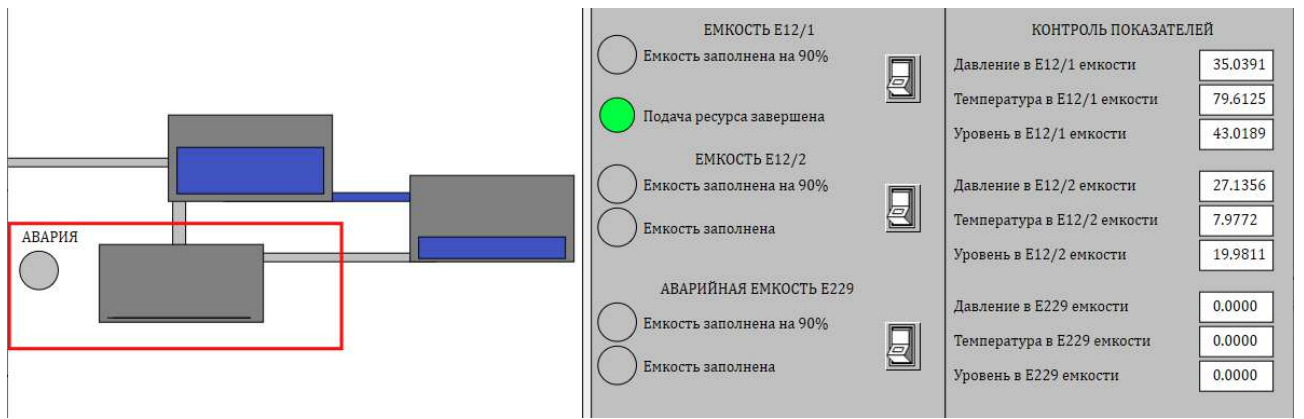 АВАРИЯ
ЕМКОСТЬ Е12/1
Емкость заполнена на 90%
Подача ресурса завершена
ЕМКОСТЬ Е12/2
Емкость заполнена на 90%
Емкость заполнена
АВАРИЙНАЯ ЕМКОСТЬ Е229
Емкость заполнена на 90%
Емкость заполнена
КОНТРОЛЬ ПОКАЗАТЕЛЕЙ
Давление в Е12/1 емкости 35.0391
Температура в Е12/1 емкости 79.6125
Уровень в Е12/1 емкости 43.0189
Давление в Е12/2 емкости 27.1356
Температура в Е12/2 емкости 7.9772
Уровень в Е12/2 емкости 19.9811
Давление в Е229 емкости 0.0000
Температура в Е229 емкости 0.0000
Уровень в Е229 емкости 0.0000